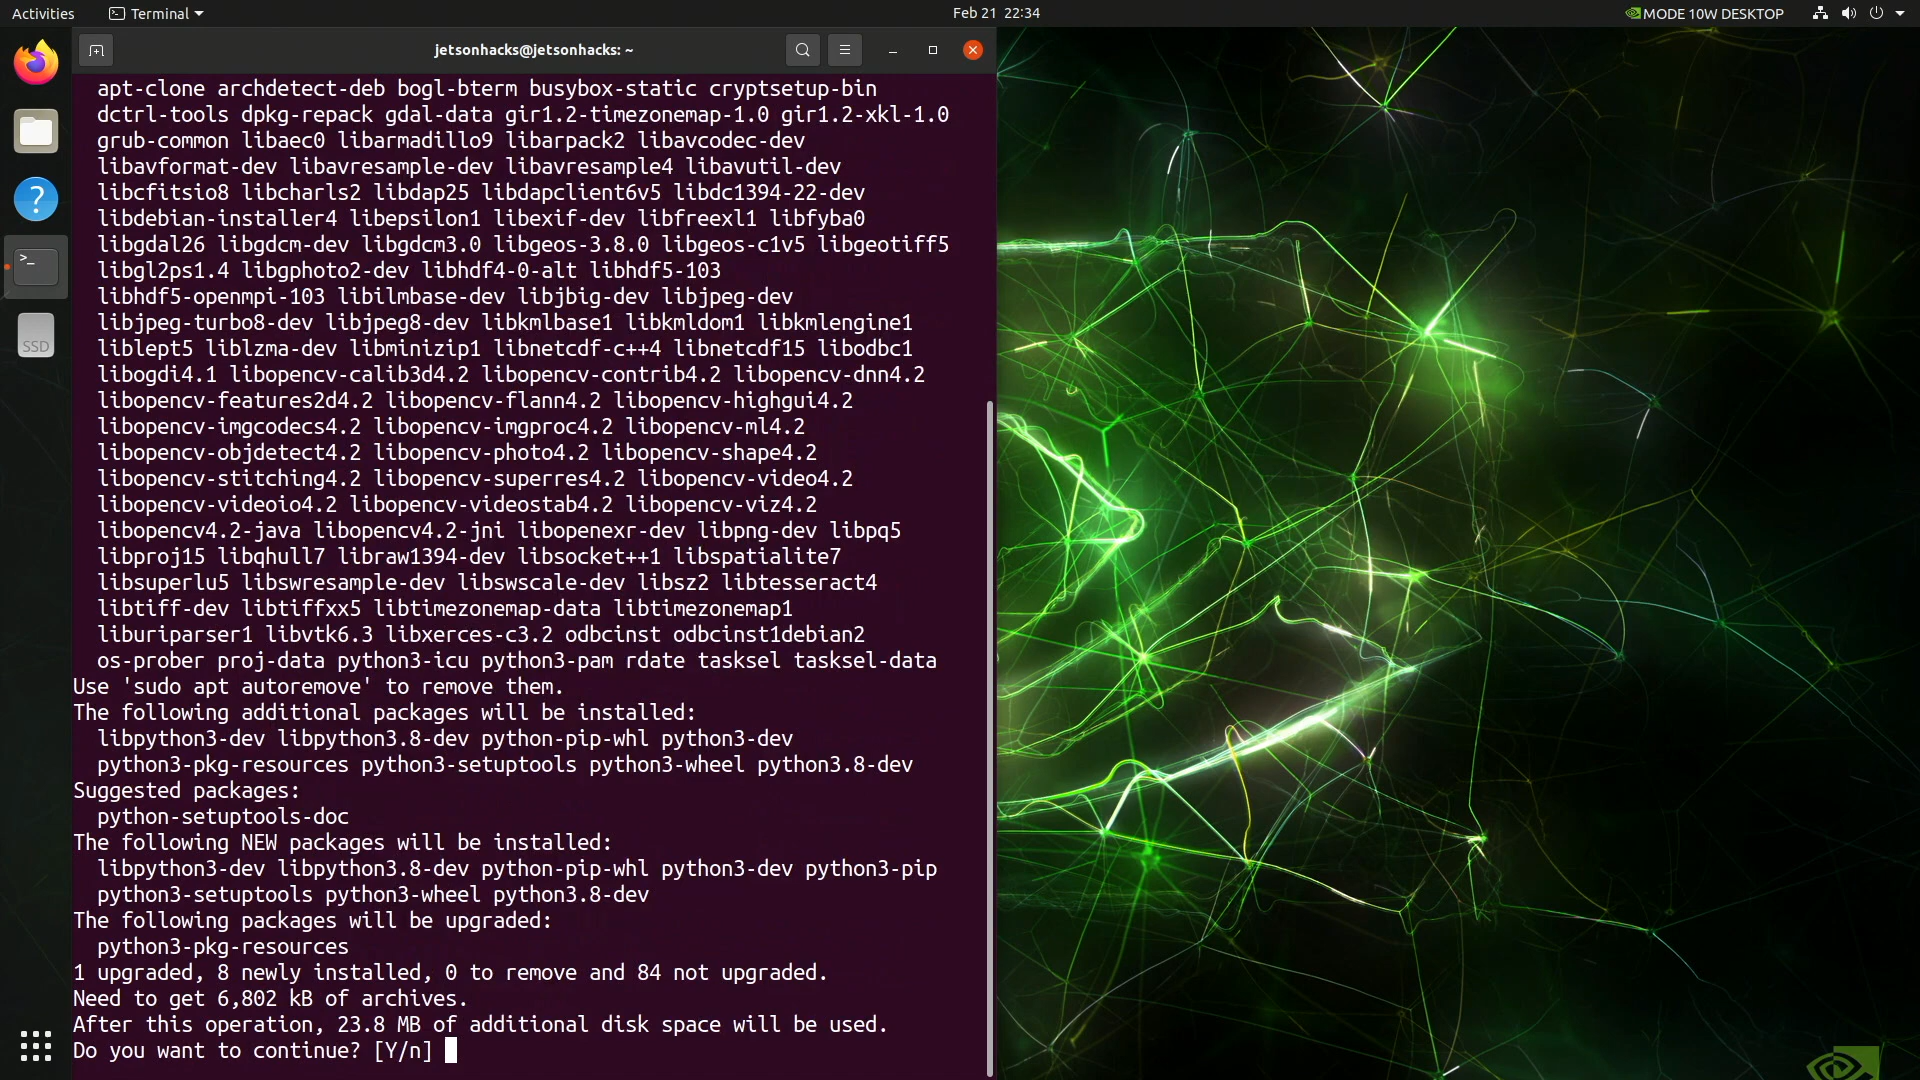 Activities
Terminal
Feb 21 22:34
MODE 10W DESKTOP
jetsonhacks@jetsonhacks: ~
apt-clone archdetect-deb bogl-bterm busybox-static cryptsetup-bin
dctrl-tools dpkg-repack gdal-data gir1.2-timezonemap-1.0 gir1.2-xkl-1.0
grub-common libaec0 libarmadillo9 libarpack2 libavcodec-dev
libavformat-dev libavresample-dev libavresample4 libavutil-dev
libcfitsio8 libcharls2 libdap25 libdapclient6v5 libdc1394-22-dev
libdebian-installer4 libepsilon1 libexif-dev libfreexl1 libfyba0
libgdal26 libgdcm-dev libgdcm3.0 libgeos-3.8.0 libgeos-c1v5 libgeotiff5
libgl2ps1.4 libgphoto2-dev libhdf4-0-alt libhdf5-103
libhdf5-openmpi-103 libilmbase-dev libjbig-dev libjpeg-dev
libjpeg-turbo8-dev libjpeg8-dev libkmlbase1 libkmldom1 libkmlengine1
liblept5 liblzma-dev libminizip1 libnetcdf-c++4 libnetcdf15 libodbc1
libogdi4.1 libopencv-calib3d4.2 libopencv-contrib4.2 libopencv-dnn4.2
libopencv-features2d4.2 libopencv-flann4.2 libopencv-highgui4.2
libopencv-imgcodecs4.2 libopencv-imgproc4.2 libopencv-ml4.2
libopencv-objdetect4.2 libopencv-photo4.2 libopencv-shape4.2
libopencv-stitching4.2 libopencv-superres4.2 libopencv-video4.2
libopencv-videoio4.2 libopencv-videostab4.2 libopencv-viz4.2
libopencv4.2-java libopencv4.2-jni libopenexr-dev libpng-dev libpq5
libproj15 libqhull7 libraw1394-dev libsocket++1 libspatialite7
libsuperlu5 libswresample-dev libswscale-dev libsz2 libtesseract4
libtiff-dev libtiffxx5 libtimezonemap-data libtimezonemap1
liburiparser1 libvtk6.3 libxerces-c3.2 odbcinst odbcinst1debian2
os-prober proj-data python3-icu python3-pam rdate tasksel tasksel-data
Use 'sudo apt autoremove' to remove them.
The following additional packages will be installed:
libpython3-dev libpython3.8-dev python-pip-whl python3-dev
python3-pkg-resources python3-setuptools python3-wheel python3.8-dev
Suggested packages:
python-setuptools-doc
The following NEW packages will be installed:
libpython3-dev libpython3.8-dev python-pip-whl python3-dev python3-pip
python3-setuptools python3-wheel python3.8-dev
The following packages will be upgraded:
python3-pkg-resources
1 upgraded, 8 newly installed, 0 to remove and 84 not upgraded.
Need to get 6,802 kB of archives.
After this operation, 23.8 MB of additional disk space will be used.
Do you want to continue? [Y/n]
SSD